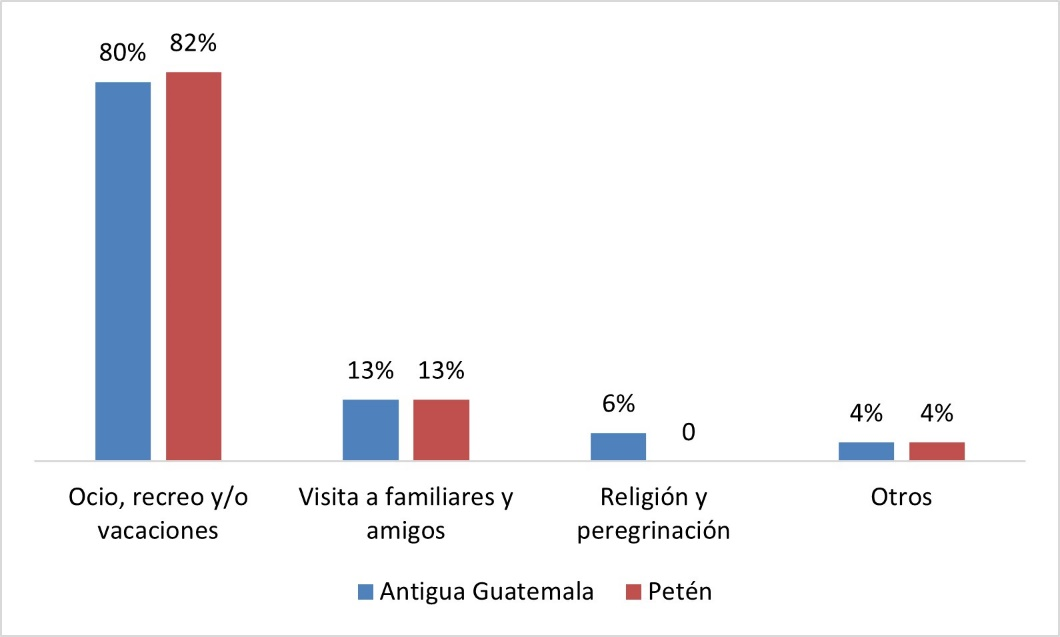 80%
82%
13%
13%
6%
0
4%
4%
Ocio, recreo y/o
vacaciones
Visita a familiares y
amigos
Religión y
peregrinación
Otros
Antigua Guatemala
Petén